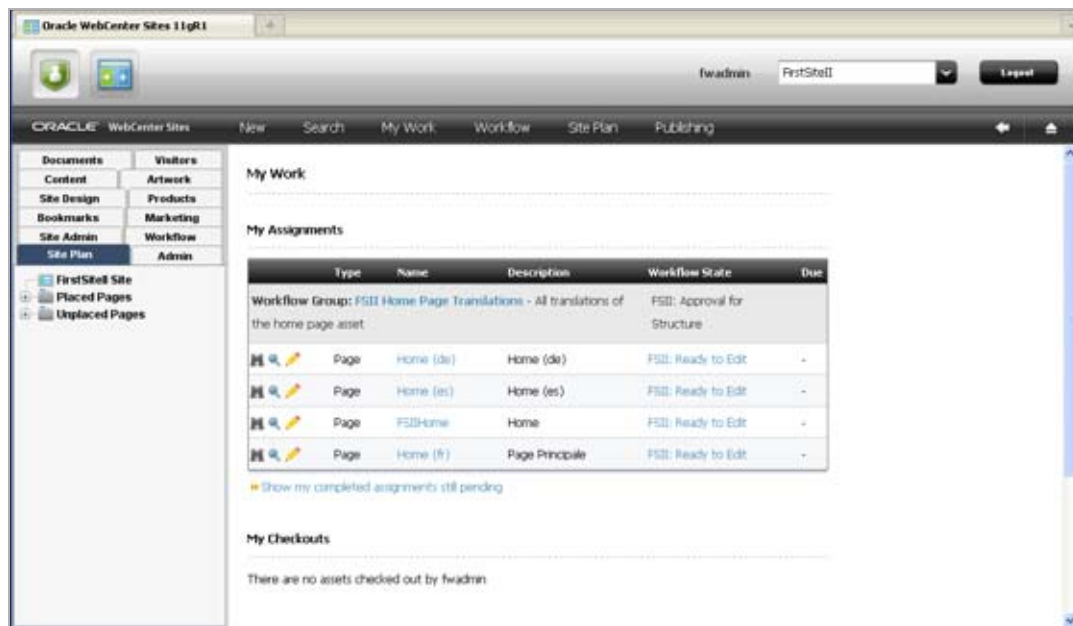 Oracle WebCenter Sites 11gR1
fwadmin FirstSiteII Logout
ORACLE WebCenter Sites New Search My Work Workflow Site Plan Publishing
Documents Visitors
Content Artwork
Site Design Products
Bookmarks Marketing
Site Admin Workflow
Site Plan Admin
FirstSiteII Site
Placed Pages
Unplaced Pages
My Work
My Assignments
Type Name Description Workflow State Due
Workflow Group: FSII Home Page Translations - All translations of
the home page asset
FSII: Approval for
Structure
Page Home (de) Home (de) FSII: Ready to Edit -
Page Home (es) Home (es) FSII: Ready to Edit -
Page FSIIHome Home FSII: Ready to Edit -
Page Home (fr) Page Principale FSII: Ready to Edit -
Show my completed assignments still pending
My Checkouts
There are no assets checked out by fwadmin